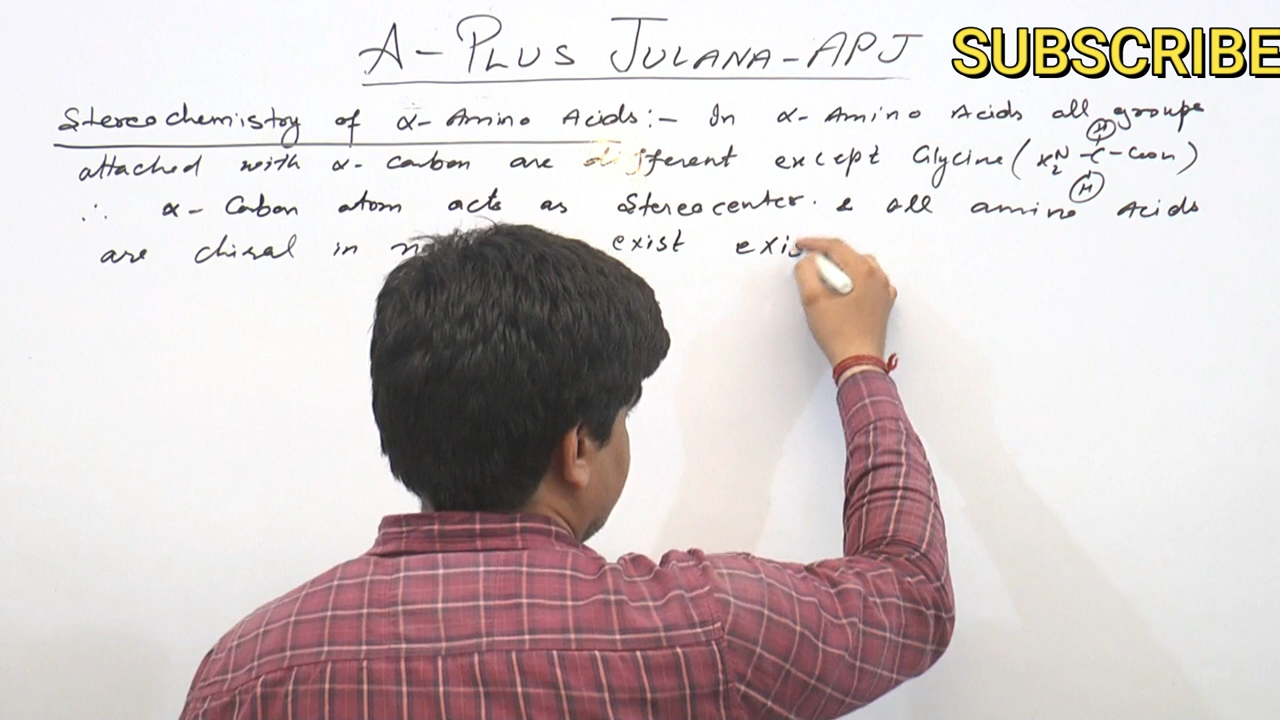 A-PLUS JULANA-APJ
SUBSCRIBE
Stereochemistry of α-Amino Acids:- In α-Amino Acids all groups
attached with α-Carbon are different except Glycine (H₂N-C-COOH)
H
H
∴ α-Carbon atom acts as Stereocenter. & all amino Acids
are chiral in exist exis